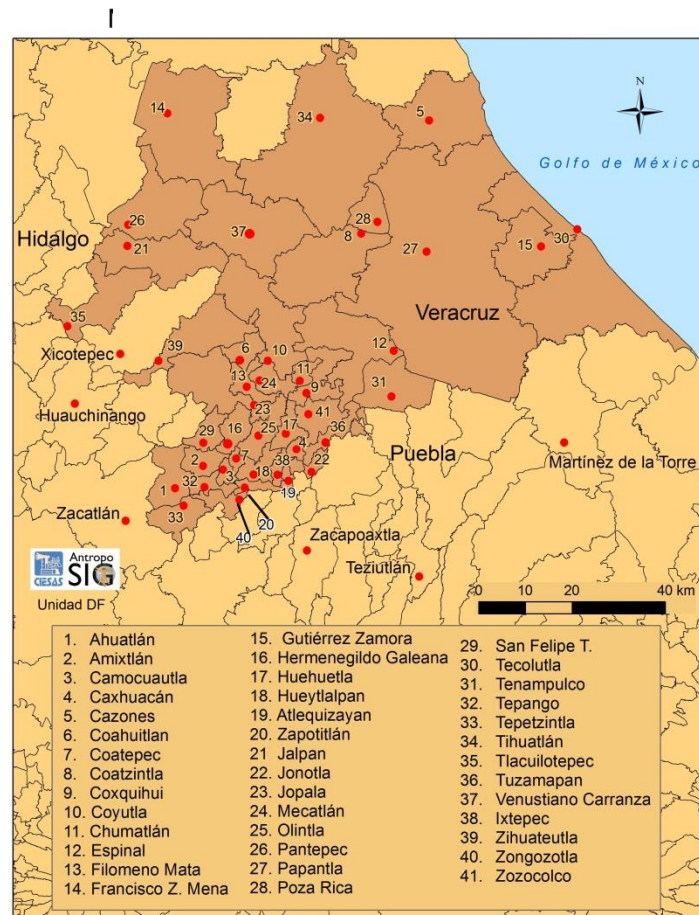 14
34
5
N
Golfo de México
26
28
Hidalgo
37
8
21
27
15
30
Veracruz
35
39
6
10
12
Xicotepec
13
24
11
9
31
Huauchinango
23
41
29
16
25
17
36
Puebla
2
7
4
Martínez de la Torre
32
3
18
38
22
1
19
33
20
Zacatlán
40
Zacapoaxtla
Antropo
SIG
CIESAS
Teziutlán
Unidad DF
0 10 20 40 km
1. Ahuatlán
2. Amixtlán
3. Camocuautla
4. Caxhuacán
5. Cazones
6. Coahuitlan
7. Coatepec
8. Coatzintla
9. Coxquihui
10. Coyutla
11. Chumatlán
12. Espinal
13. Filomeno Mata
14. Francisco Z. Mena
15. Gutiérrez Zamora
16. Hermenegildo Galeana
17. Huehuetla
18. Hueytlalpan
19. Atlequizayan
20. Zapotitlán
21. Jalpan
22. Jonotla
23. Jopala
24. Mecatlán
25. Olintla
26. Pantepec
27. Papantla
28. Poza Rica
29. San Felipe T.
30. Tecolutla
31. Tenampulco
32. Tepango
33. Tepetzintla
34. Tihuatlán
35. Tlacuilotepec
36. Tuzamapan
37. Venustiano Carranza
38. Ixtepec
39. Zihuateutla
40. Zongozotla
41. Zozocolco